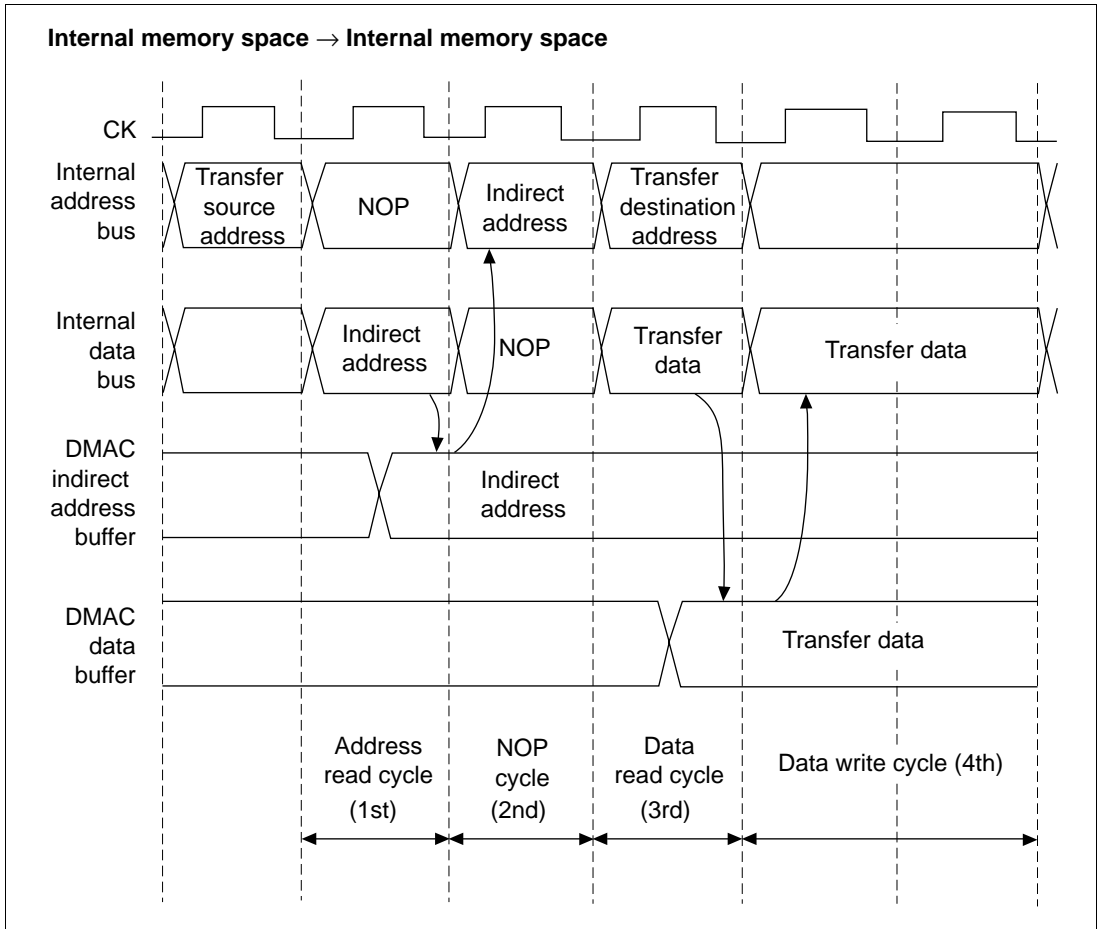 Internal memory space → Internal memory space
CK
Internal
address
bus
Transfer
source
address
NOP
Indirect
address
Transfer
destination
address
Internal
data
bus
Indirect
address
NOP
Transfer
data
Transfer data
DMAC
indirect
address
buffer
Indirect
address
DMAC
data
buffer
Transfer data
Address
read cycle
(1st)
NOP
cycle
(2nd)
Data
read cycle
(3rd)
Data write cycle (4th)